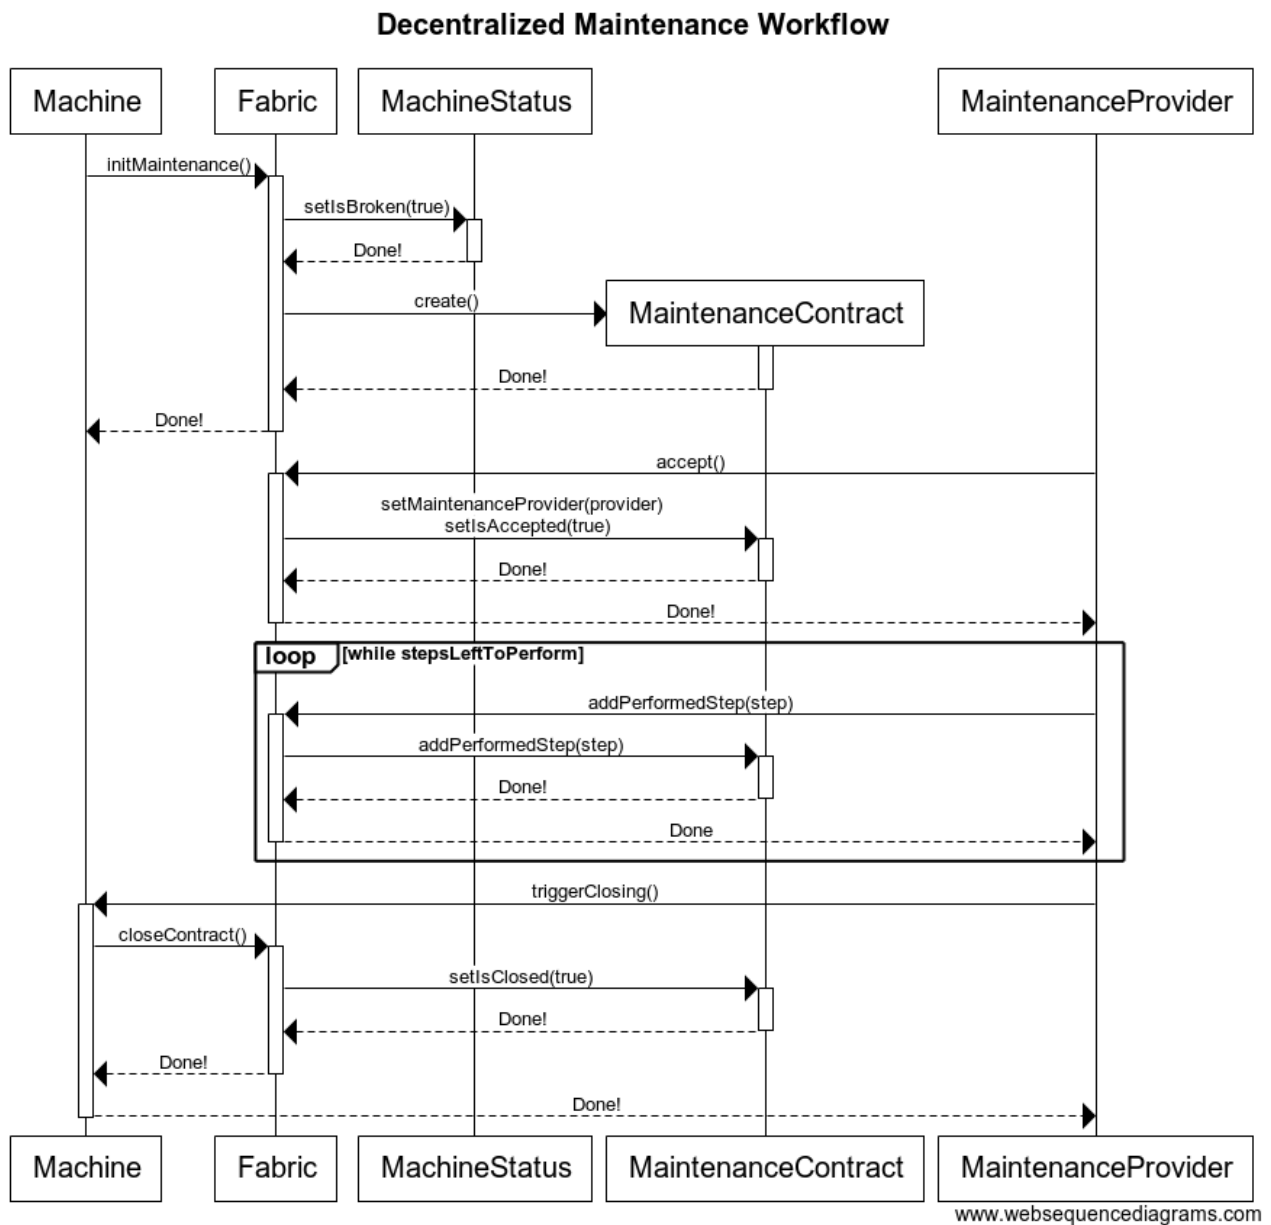 Decentralized Maintenance Workflow
Machine
Fabric
MachineStatus
MaintenanceProvider
initMaintenance()
setIsBroken(true)
Done!
create()
MaintenanceContract
Done!
Done!
accept()
setMaintenanceProvider(provider)
setIsAccepted(true)
Done!
Done!
loop
[while stepsLeftToPerform]
addPerformedStep(step)
addPerformedStep(step)
Done!
Done
triggerClosing()
closeContract()
setIsClosed(true)
Done!
Done!
Done!
Machine
Fabric
MachineStatus
MaintenanceContract
MaintenanceProvider
www.websequencediagrams.com